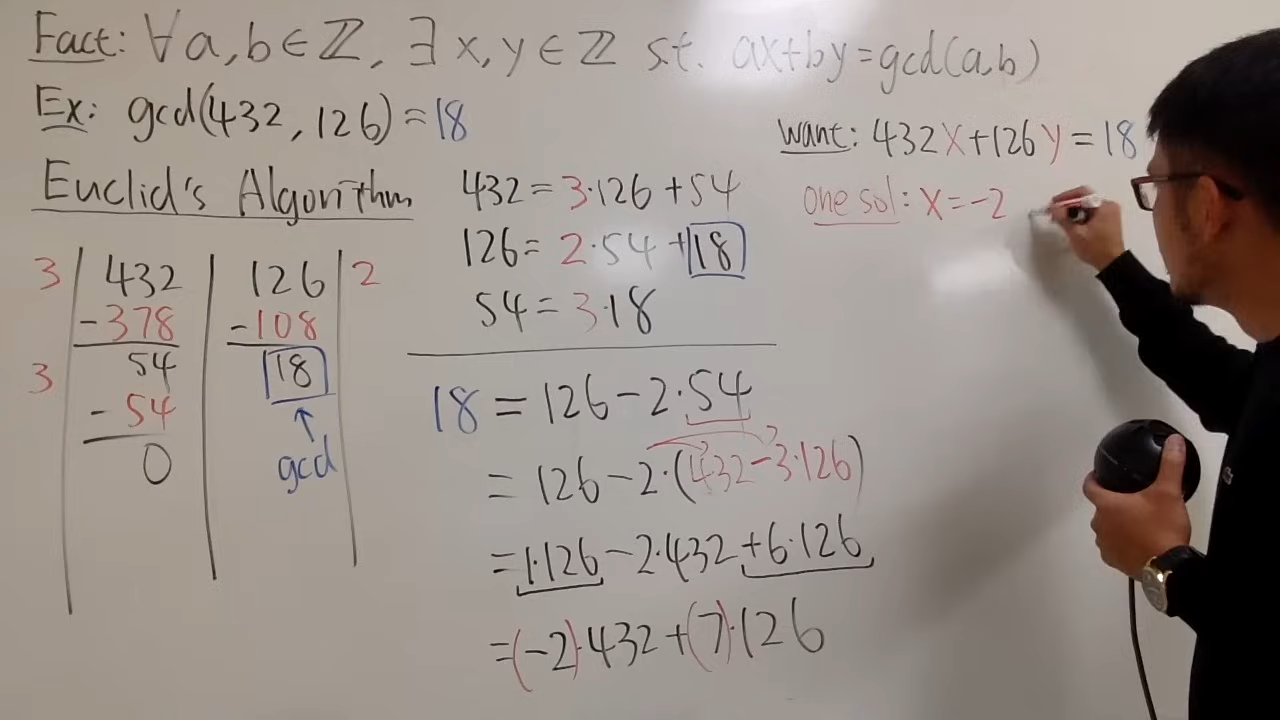 Fact: ∀a,b∈ℤ, ∃x,y∈ℤ s.t. ax+by=gcd(a,b)
Ex: gcd(432,126)=18
Want: 432x+126y=18
one sol: x=-2
Euclid's Algorithm
432=3·126+54
126=2·54+18
54=3·18
3 | 432 | 126 | 2
-378 | -108
3 | 54 | 18
-54 | ↑
0 | gcd
18=126-2·54
=126-2·(432-3·126)
=1·126-2·432+6·126
=(-2)·432+(7)·126